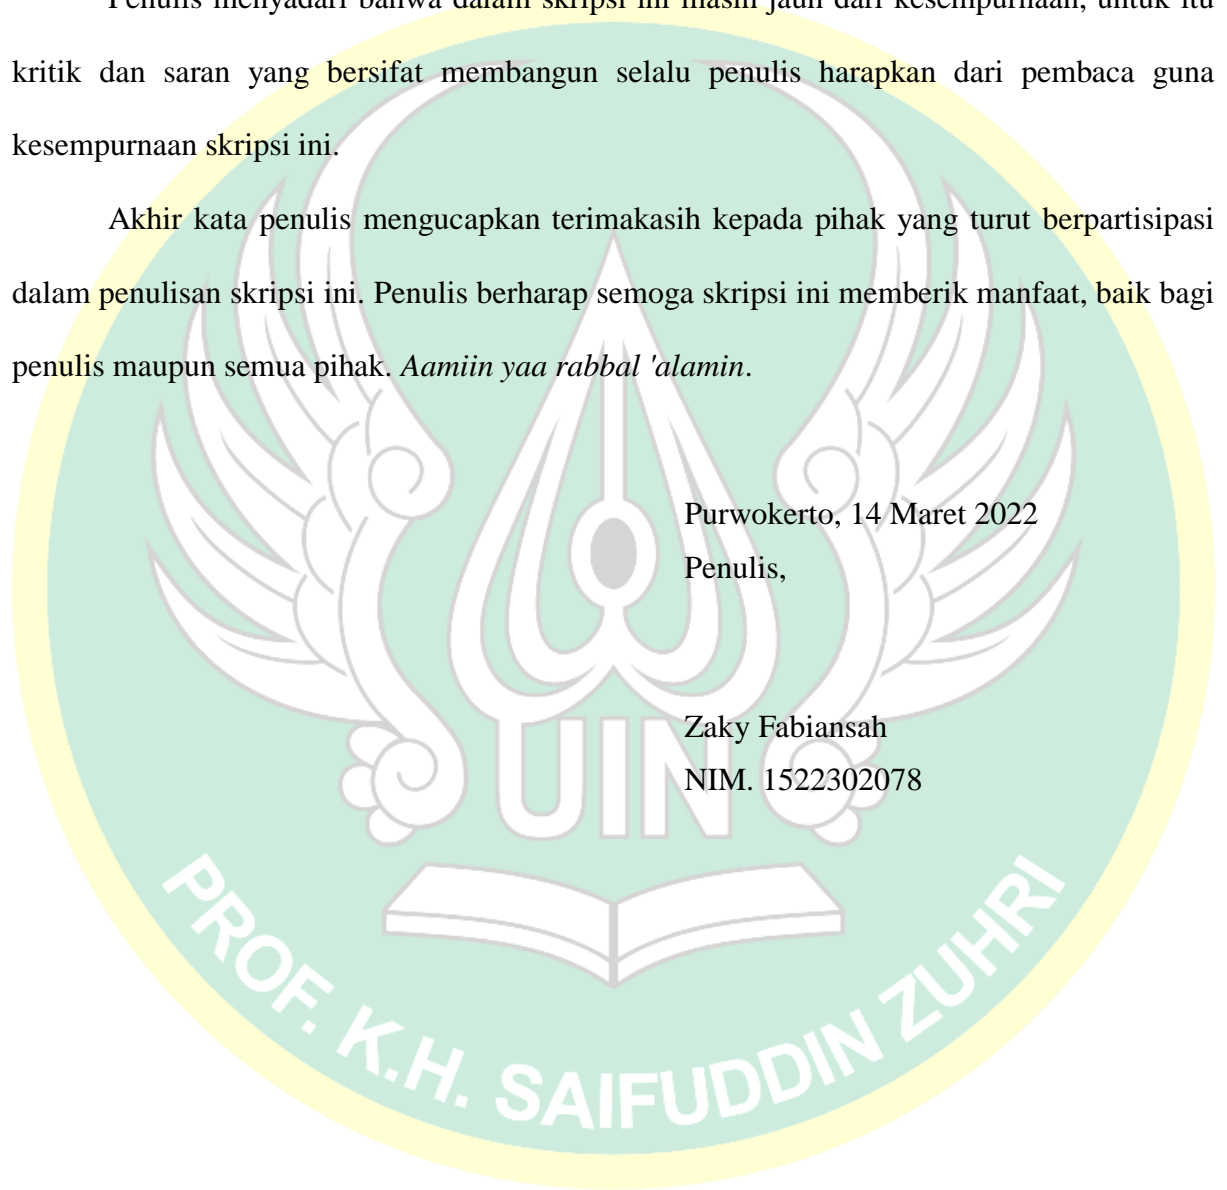 Penulis menyadari bahwa dalam skripsi ini masih jauh dari kesempurnaan, untuk itu
kritik dan saran yang bersifat membangun selalu penulis harapkan dari pembaca guna
kesempurnaan skripsi ini.
Akhir kata penulis mengucapkan terimakasih kepada pihak yang turut berpartisipasi
dalam penulisan skripsi ini. Penulis berharap semoga skripsi ini memberik manfaat, baik bagi
penulis maupun semua pihak. Aamiin yaa rabbal 'alamin.
Purwokerto, 14 Maret 2022
Penulis,
Zaky Fabiansah
NIM. 1522302078
UIN
PROF. K.H. SAIFUDDIN ZUHRI